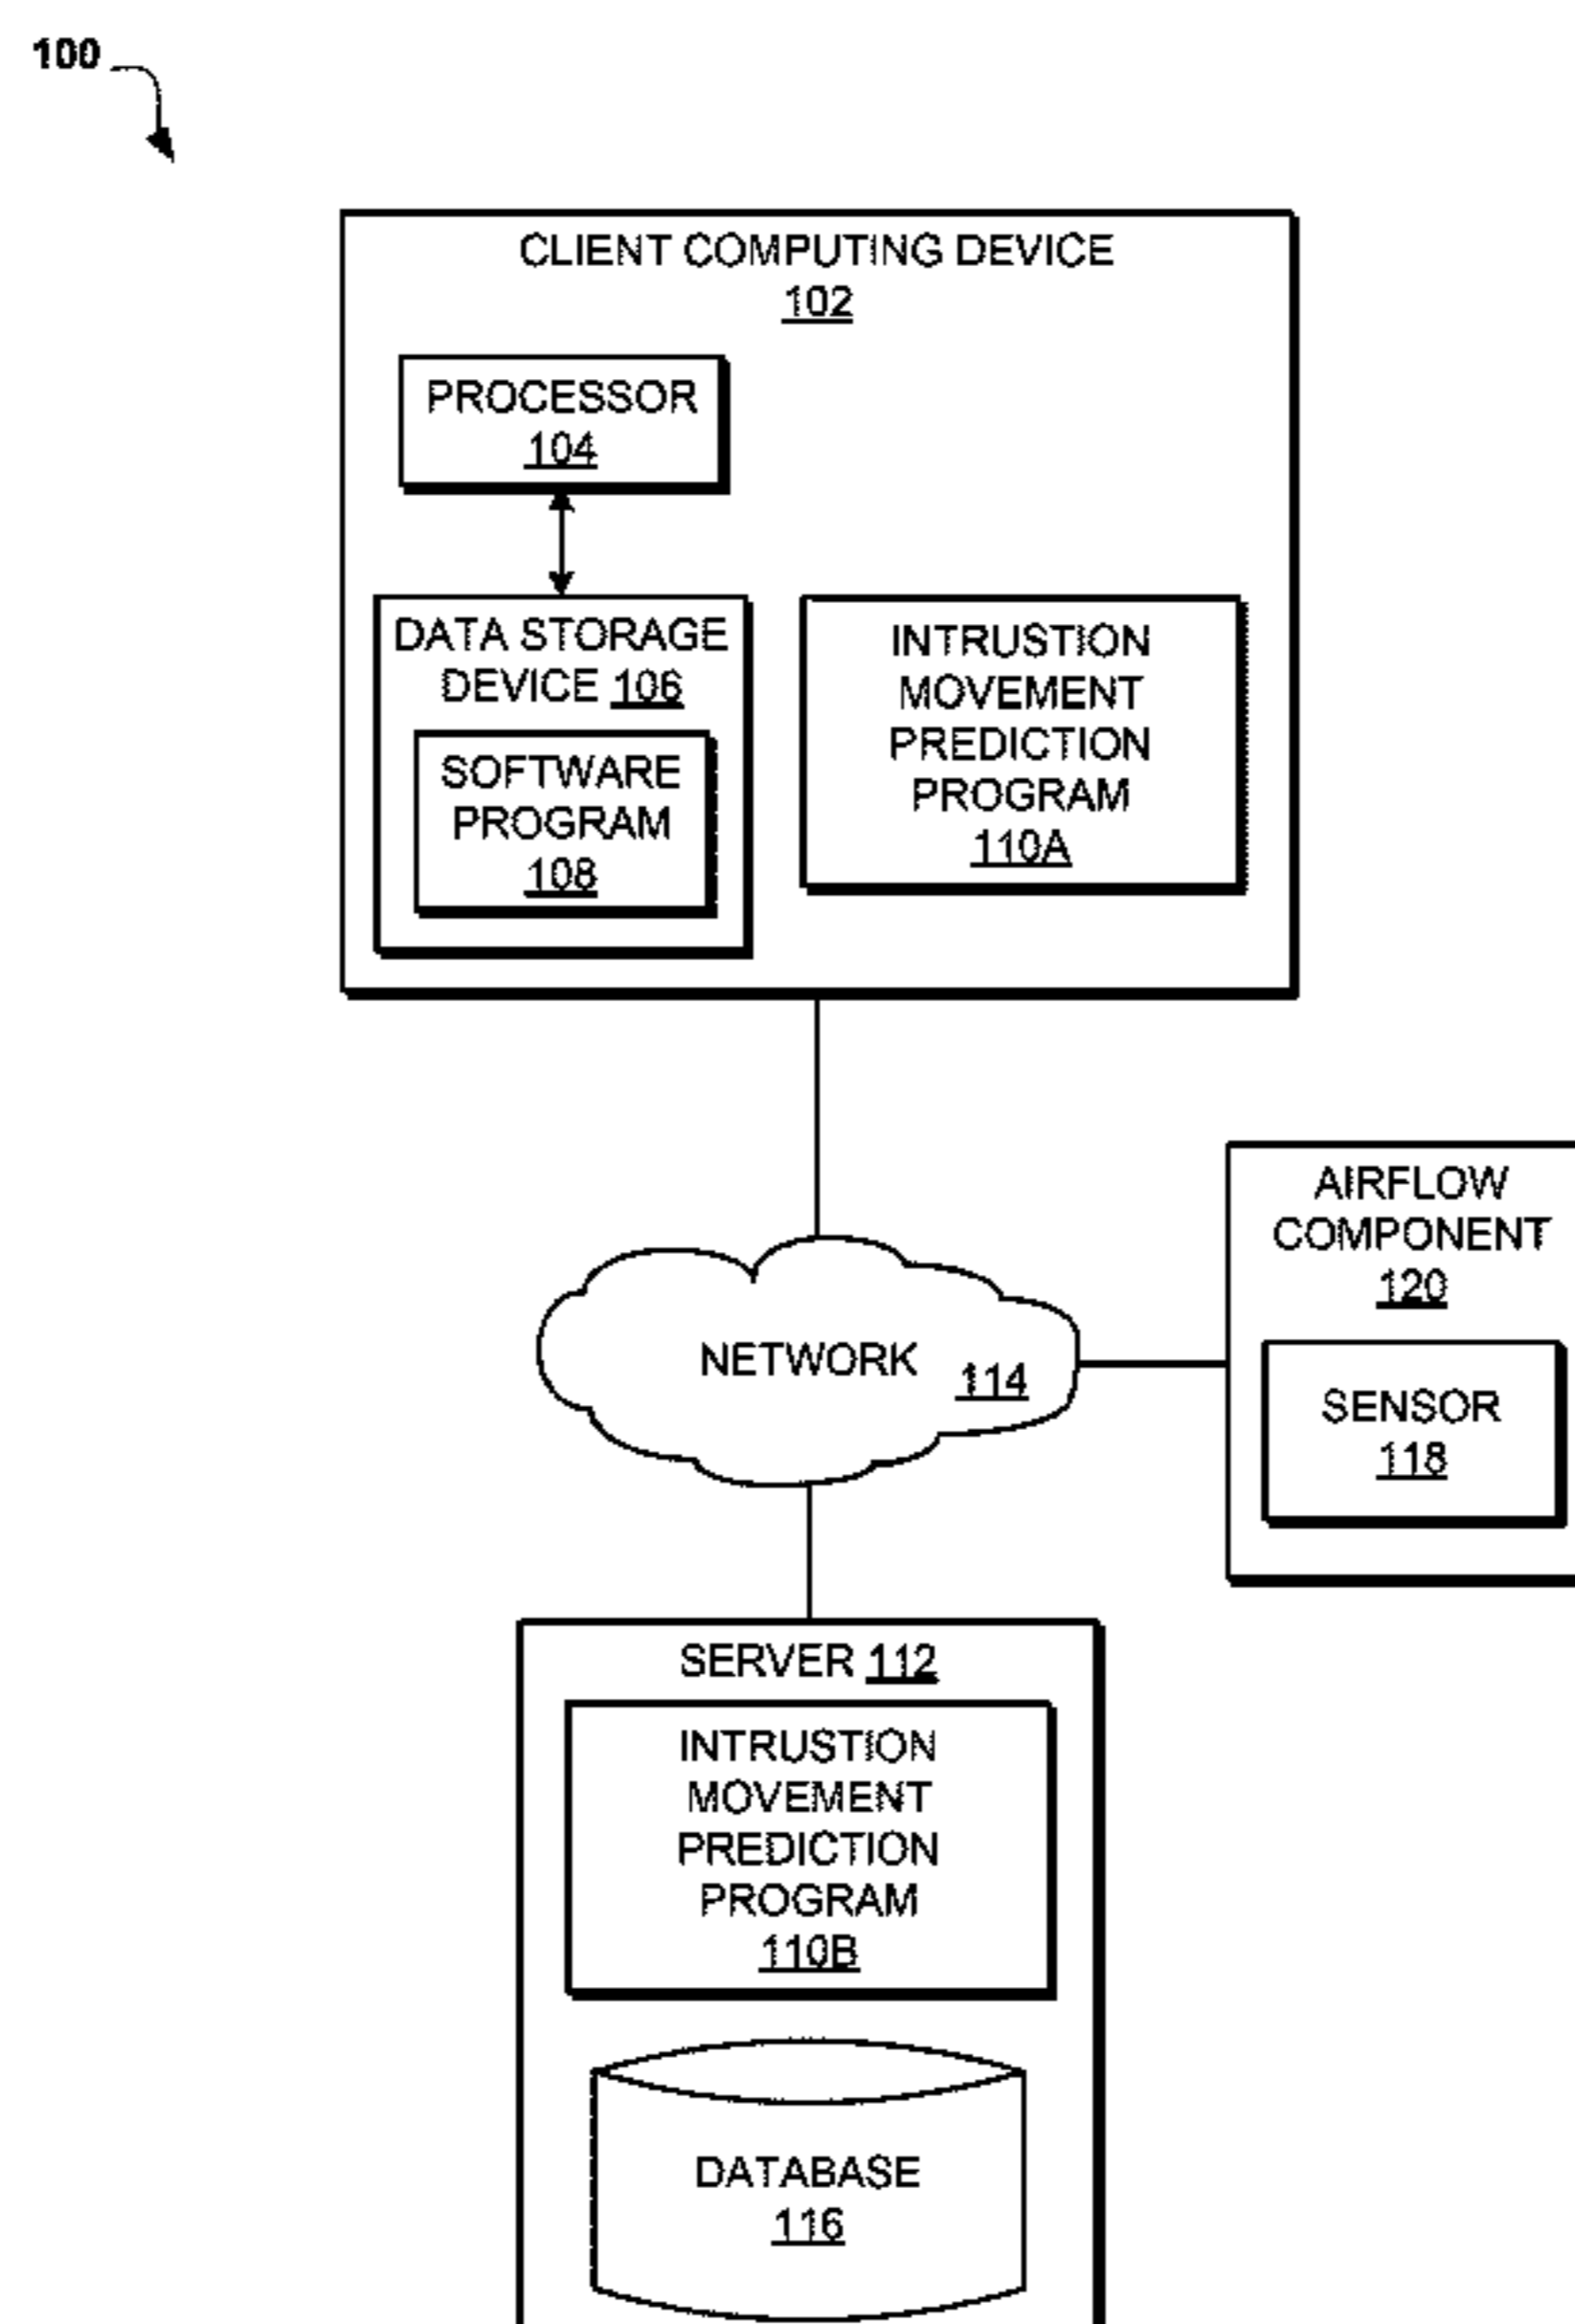 100
CLIENT COMPUTING DEVICE
102
PROCESSOR
104
DATA STORAGE
DEVICE 106
SOFTWARE
PROGRAM
108
INTRUSTION
MOVEMENT
PREDICTION
PROGRAM
110A
AIRFLOW
COMPONENT
120
SENSOR
118
NETWORK 114
SERVER 112
INTRUSTION
MOVEMENT
PREDICTION
PROGRAM
110B
DATABASE
116